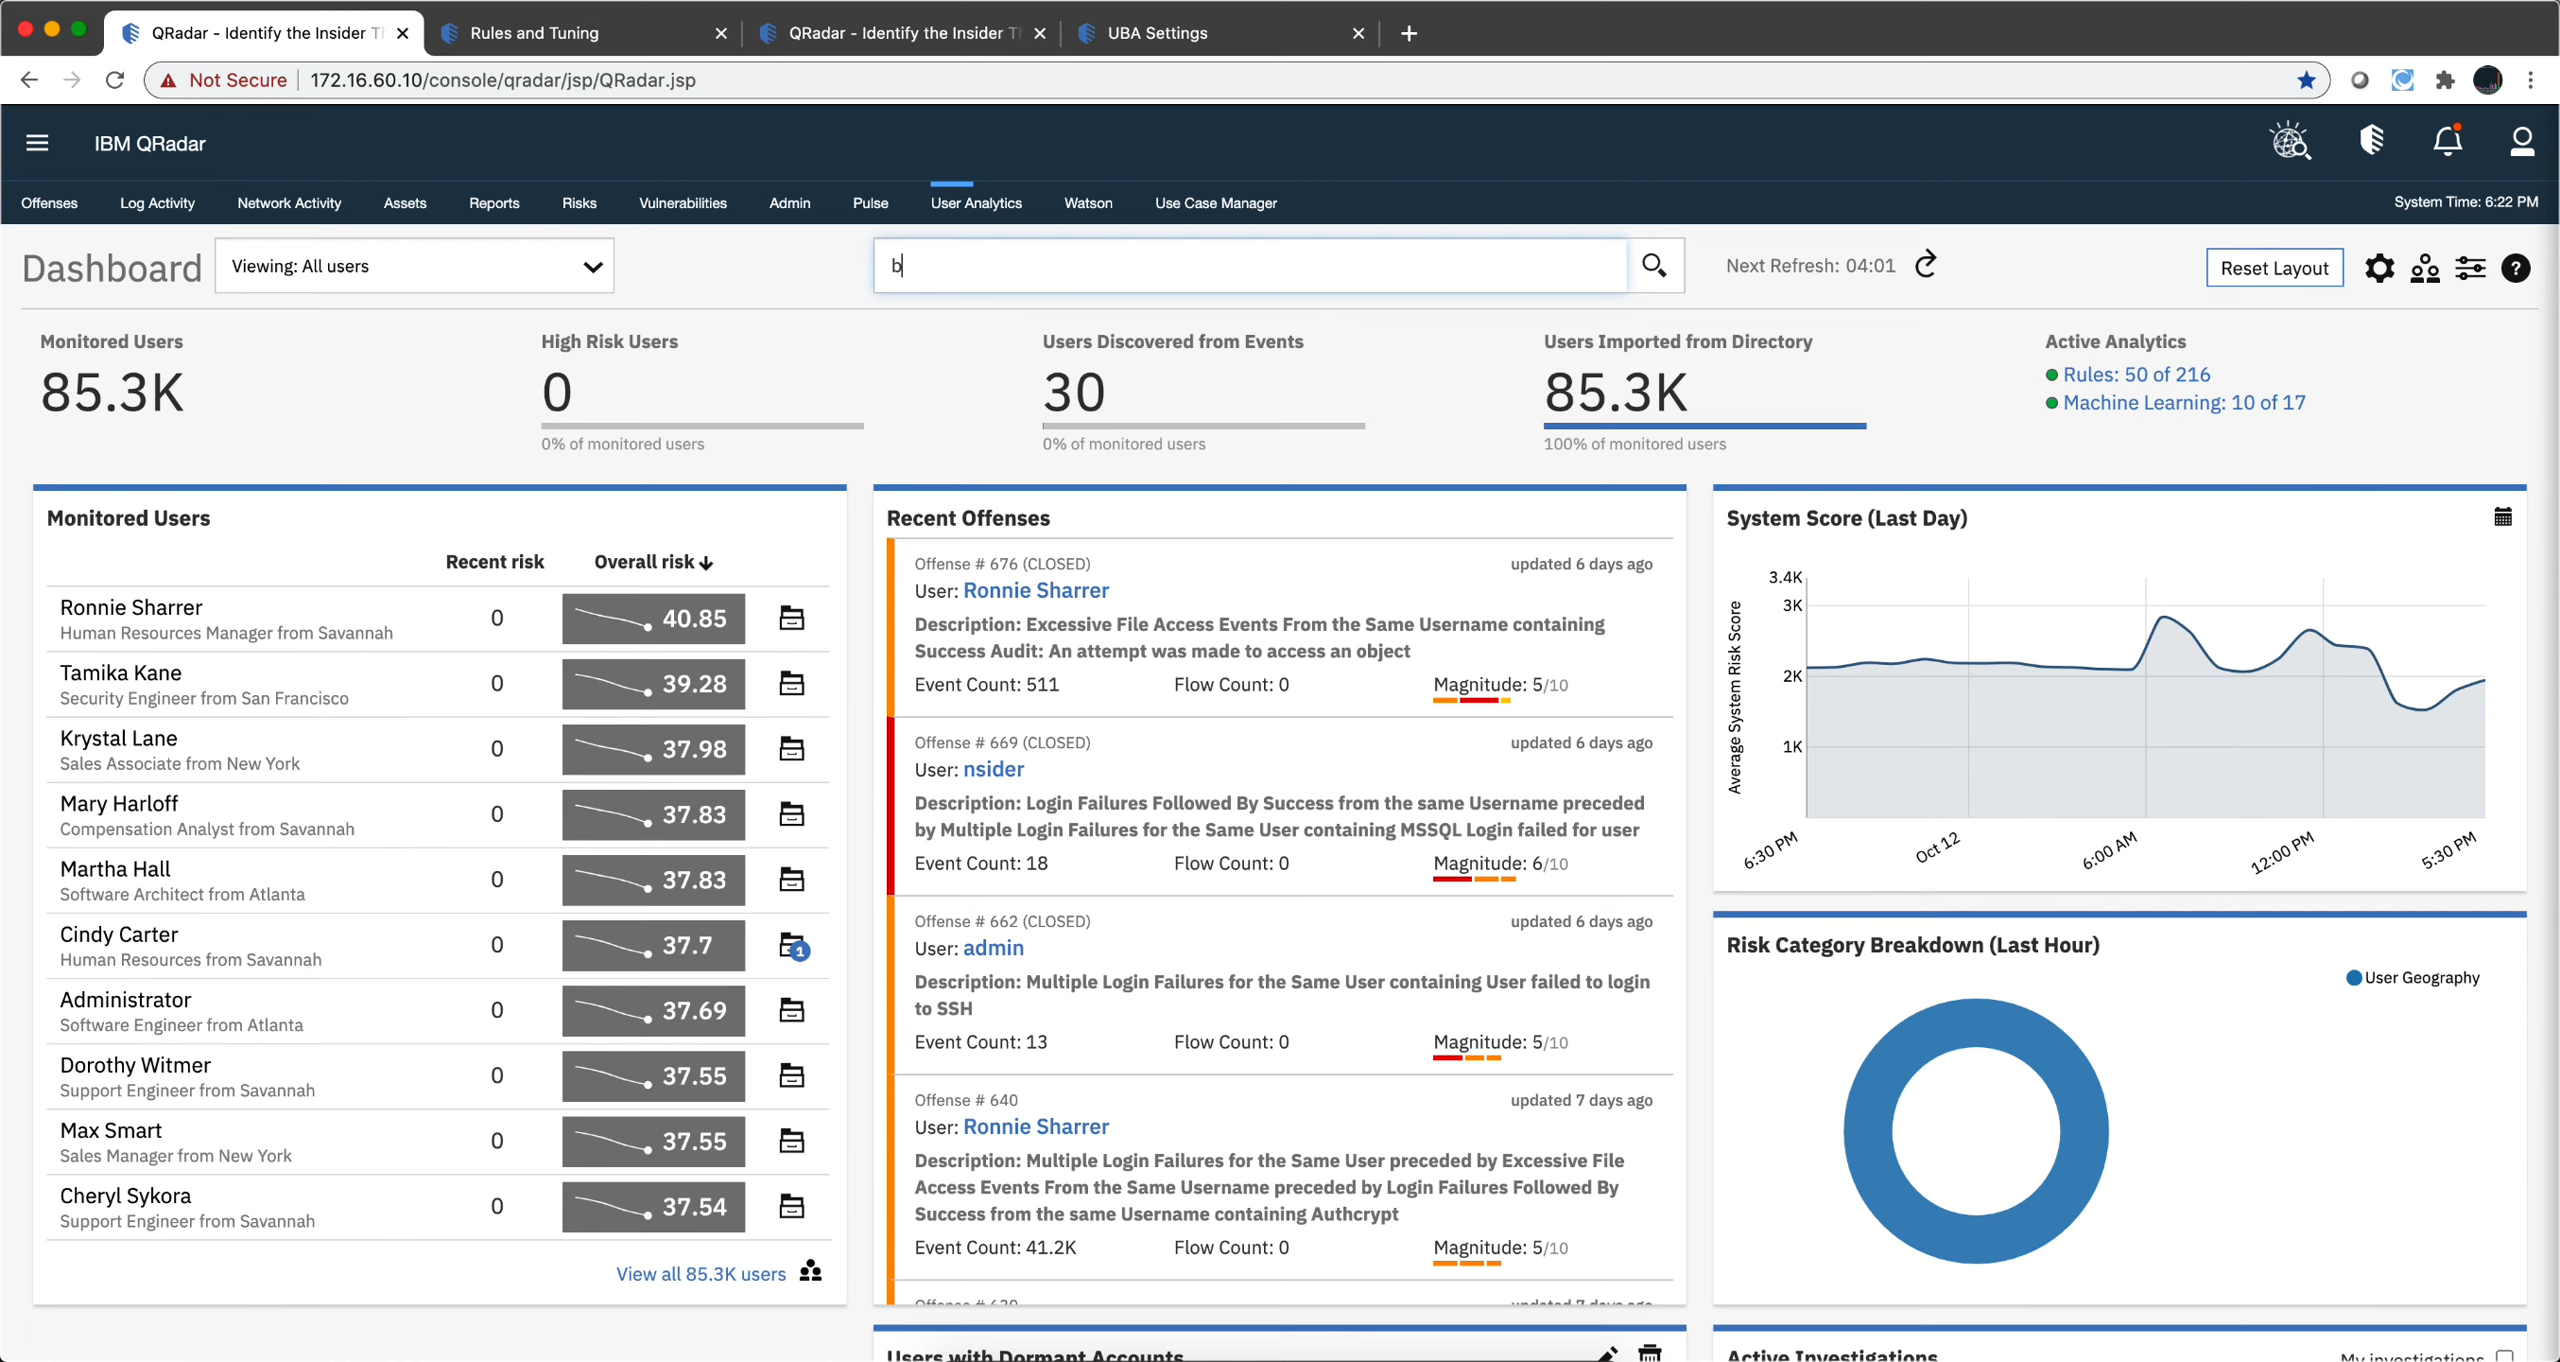 QRadar - Identify the Insider Th
Rules and Tuning
QRadar - Identify the Insider Th
UBA Settings
Not Secure
172.16.60.10/console/qradar/jsp/QRadar.jsp
IBM QRadar
Offenses
Log Activity
Network Activity
Assets
Reports
Risks
Vulnerabilities
Admin
Pulse
User Analytics
Watson
Use Case Manager
System Time: 6:22 PM
Dashboard
Viewing: All users
b
Next Refresh: 04:01
Reset Layout
Monitored Users
85.3K
High Risk Users
0
0% of monitored users
Users Discovered from Events
30
0% of monitored users
Users Imported from Directory
85.3K
100% of monitored users
Active Analytics
Rules: 50 of 216
Machine Learning: 10 of 17
Monitored Users
Recent risk
Overall risk
Ronnie Sharrer
Human Resources Manager from Savannah
0
40.85
Tamika Kane
Security Engineer from San Francisco
0
39.28
Krystal Lane
Sales Associate from New York
0
37.98
Mary Harloff
Compensation Analyst from Savannah
0
37.83
Martha Hall
Software Architect from Atlanta
0
37.83
Cindy Carter
Human Resources from Savannah
0
37.7
1
Administrator
Software Engineer from Atlanta
0
37.69
Dorothy Witmer
Support Engineer from Savannah
0
37.55
Max Smart
Sales Manager from New York
0
37.55
Cheryl Sykora
Support Engineer from Savannah
0
37.54
View all 85.3K users
Recent Offenses
Offense # 676 (CLOSED)
updated 6 days ago
User: Ronnie Sharrer
Description: Excessive File Access Events From the Same Username containing
Success Audit: An attempt was made to access an object
Event Count: 511
Flow Count: 0
Magnitude: 5/10
Offense # 669 (CLOSED)
updated 6 days ago
User: nsider
Description: Login Failures Followed By Success from the same Username preceded
by Multiple Login Failures for the Same User containing MSSQL Login failed for user
Event Count: 18
Flow Count: 0
Magnitude: 6/10
Offense # 662 (CLOSED)
updated 6 days ago
User: admin
Description: Multiple Login Failures for the Same User containing User failed to login
to SSH
Event Count: 13
Flow Count: 0
Magnitude: 5/10
Offense # 640
updated 7 days ago
User: Ronnie Sharrer
Description: Multiple Login Failures for the Same User preceded by Excessive File
Access Events From the Same Username preceded by Login Failures Followed By
Success from the same Username containing Authcrypt
Event Count: 41.2K
Flow Count: 0
Magnitude: 5/10
Offense # 639
updated 7 days ago
Users with Dormant Accounts
System Score (Last Day)
Average System Risk Score
3.4K
3K
2K
1K
6:30 PM
Oct 12
6:00 AM
12:00 PM
5:30 PM
Risk Category Breakdown (Last Hour)
User Geography
Active Investigations
My investigations